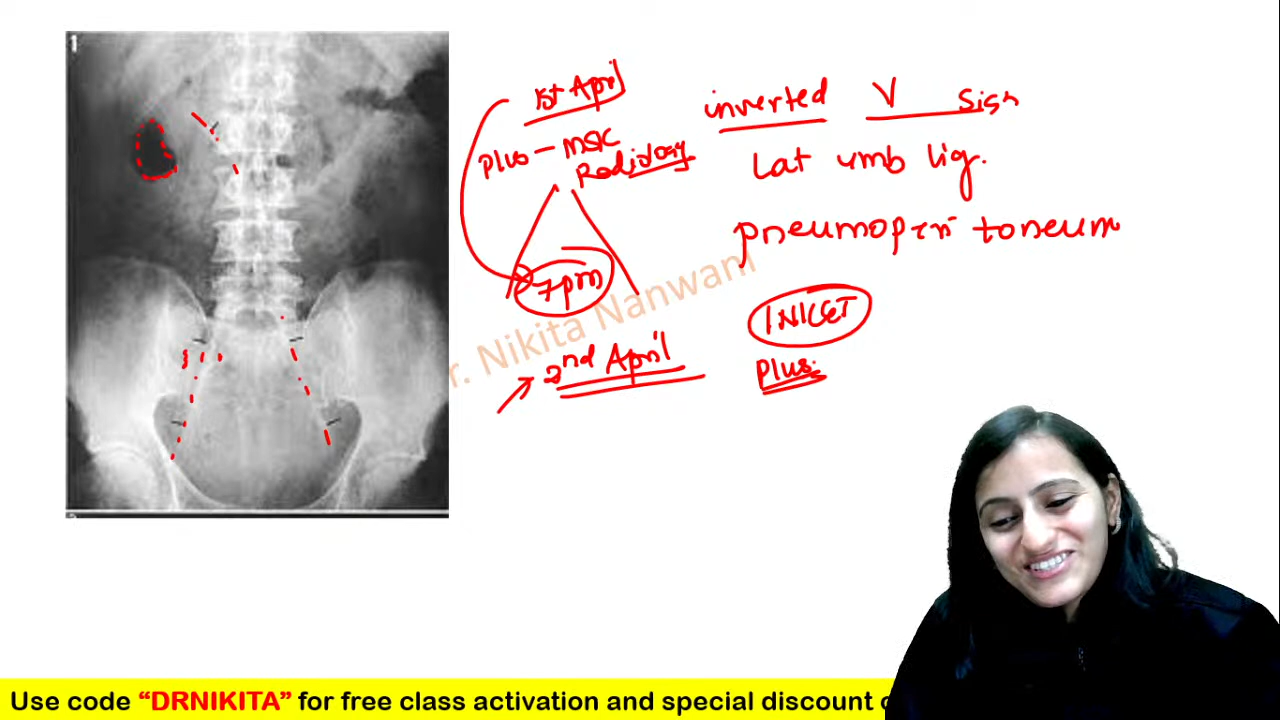 1
1st April
Plus - MSK
Radiology
7pm
2nd April
inverted V Sign
Lat umb lig.
pneumoperitoneum
INICET
Plus
Dr. Nikita Nanwani
Use code “DRNIKITA” for free class activation and special discount